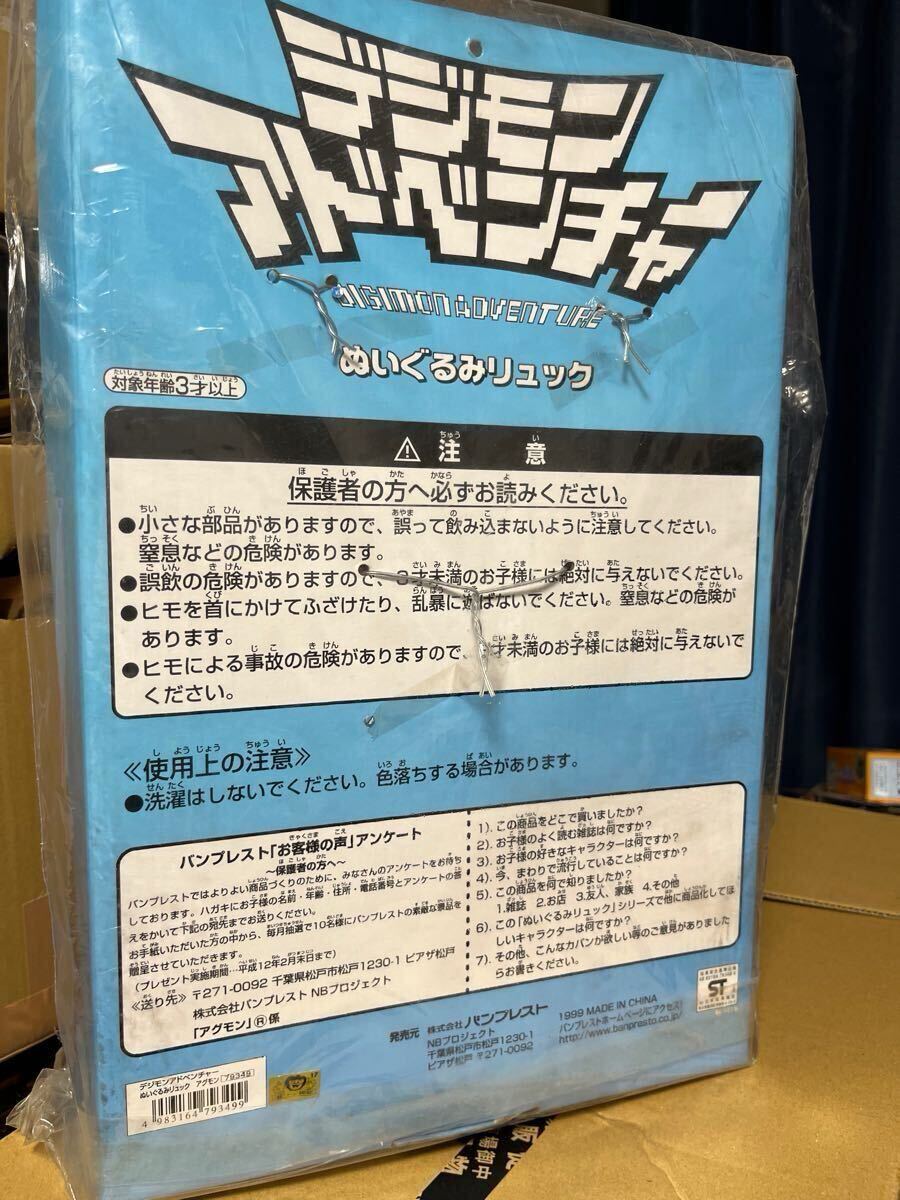 デジモン
アドベンチャー
DIGIMON ADVENTURE
ぬいぐるみリュック
対象年齢3才以上
⚠ 注 意
保護者の方へ必ずお読みください。
●小さな部品がありますので、誤って飲み込まないように注意してください。
窒息などの危険があります。
●誤飲の危険がありますので、3才未満のお子様には絶対に与えないでください。
●ヒモを首にかけてふざけたり、乱暴に遊ばないでください。窒息などの危険が
あります。
●ヒモによる事故の危険がありますので、才未満のお子様には絶対に与えないで
ください。
≪使用上の注意≫
●洗濯はしないでください。色落ちする場合があります。
バンプレスト「お客様の声」アンケート
~保護者の方へ~
バンプレストではよりよい商品づくりのために、みなさんのアンケートをお待ち
しております。ハガキにお子様の名前・年齢・住所・電話番号とアンケートの答
えをかいて下記の宛先までお送りください。
お手紙いただいた方の中から、毎月抽選で10名様にバンプレストの素敵な景品を
贈呈させていただきます。
(プレゼント実施期間…平成12年2月末日まで)
≪送り先≫ 〒271-0092 千葉県松戸市松戸1230-1 ピアザ松戸
株式会社バンプレスト NBプロジェクト
「アグモン」Ⓡ係
1). この商品をどこで買いましたか?
2). お子様のよく読む雑誌は何ですか?
3). お子様の好きなキャラクターは何ですか?
4). 今、まわりで流行していることは何ですか?
5). この商品を何で知りましたか?
1.雑誌 2.お店 3.友人、家族 4.その他
6). この「ぬいぐるみリュック」シリーズで他に商品化してほ
しいキャラクターは何ですか?
7). その他、こんなカバンが欲しい等のご意見がありました
らお書きください。
発売元 株式会社バンプレスト
NBプロジェクト
千葉県松戸市松戸1230-1
ピアザ松戸 〒271-0092
1999 MADE IN CHINA
バンプレストホームページにアクセス!
http://www.banpresto.co.jp/
ST
デジモンアドベンチャー
ぬいぐるみリュック アグモン 79349
4 983164 793499
17